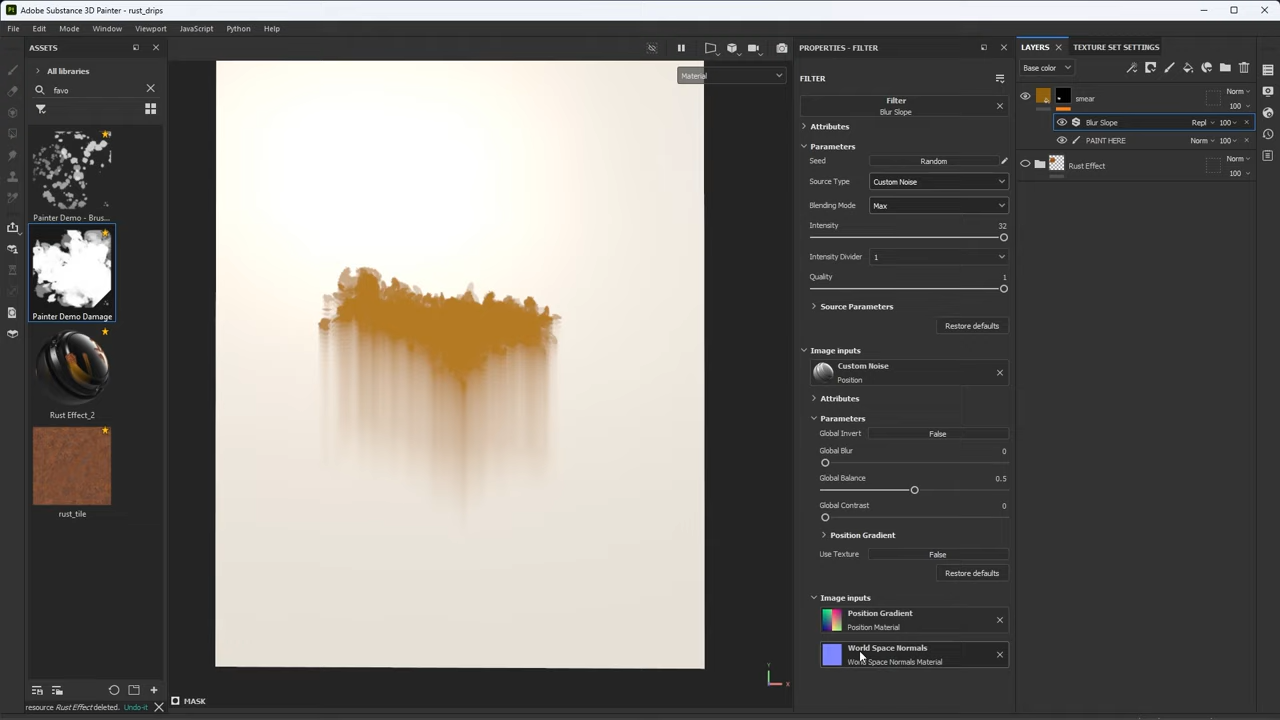 Adobe Substance 3D Painter - rust_drips
File Edit Mode Window Viewport JavaScript Python Help
ASSETS
All libraries
favo
Painter Demo - Brus...
Painter Demo Damage
Rust Effect_2
rust_tile
resource Rust Effect deleted. Undo-it
Material
Y
X
MASK
PROPERTIES - FILTER
FILTER
Filter
Blur Slope
Attributes
Parameters
Seed Random
Source Type Custom Noise
Blending Mode Max
Intensity 32
Intensity Divider 1
Quality 1
Source Parameters
Restore defaults
Image inputs
Custom Noise
Position
Attributes
Parameters
Global Invert False
Global Blur 0
Global Balance 0.5
Global Contrast 0
Position Gradient
Use Texture False
Restore defaults
Image inputs
Position Gradient
Position Material
World Space Normals
World Space Normals Material
LAYERS TEXTURE SET SETTINGS
Base color
smear Norm 100
Blur Slope Repl 100
PAINT HERE Norm 100
Rust Effect Norm 100